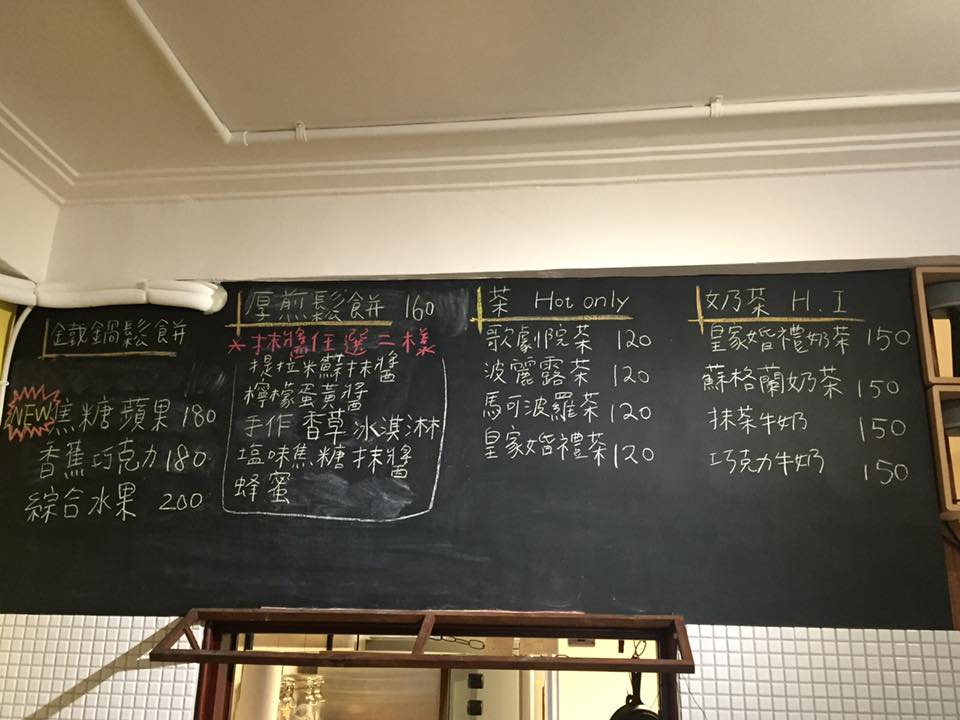 鐵鍋鬆餅
NEW 焦糖蘋果 180
香蕉巧克力 180
綜合水果 200
厚煎鬆餅 160
*抹醬任選二樣
提拉米蘇抹醬
檸檬蛋黃醬
手作香草冰淇淋
塩味焦糖抹醬
蜂蜜
茶 Hot only
歌劇院茶 120
波麗露茶 120
馬可波羅茶 120
皇家婚禮茶 120
奶茶 H.I
皇家婚禮奶茶 150
蘇格蘭奶茶 150
抹茶牛奶 150
巧克力牛奶 150